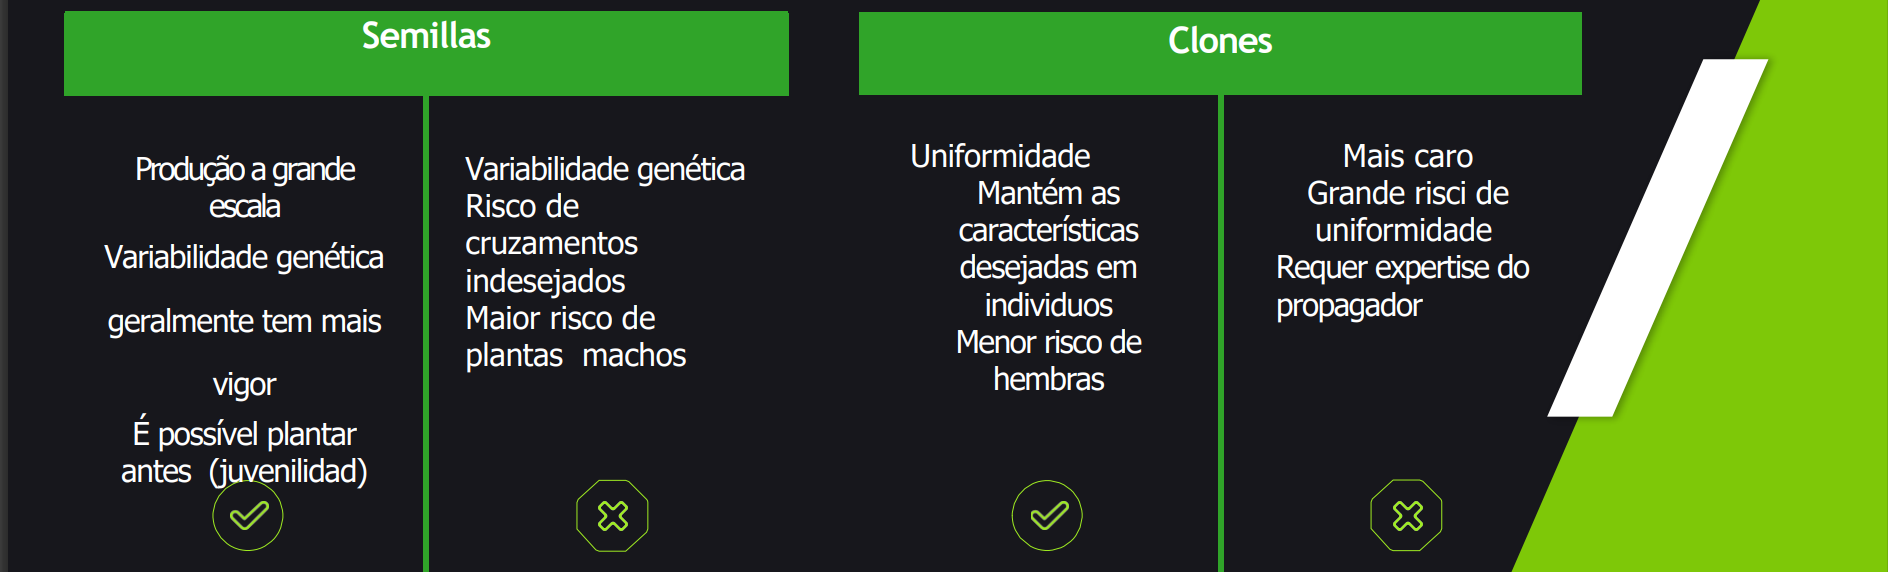 Semillas
Produção a grande
escala
Variabilidade genética
geralmente tem mais
vigor
É possível plantar
antes (juvenilidad)
Variabilidade genética
Risco de
cruzamentos
indesejados
Maior risco de
plantas machos
Clones
Uniformidade
Mantém as
características
desejadas em
individuos
Menor risco de
hembras
Mais caro
Grande risci de
uniformidade
Requer expertise do
propagador